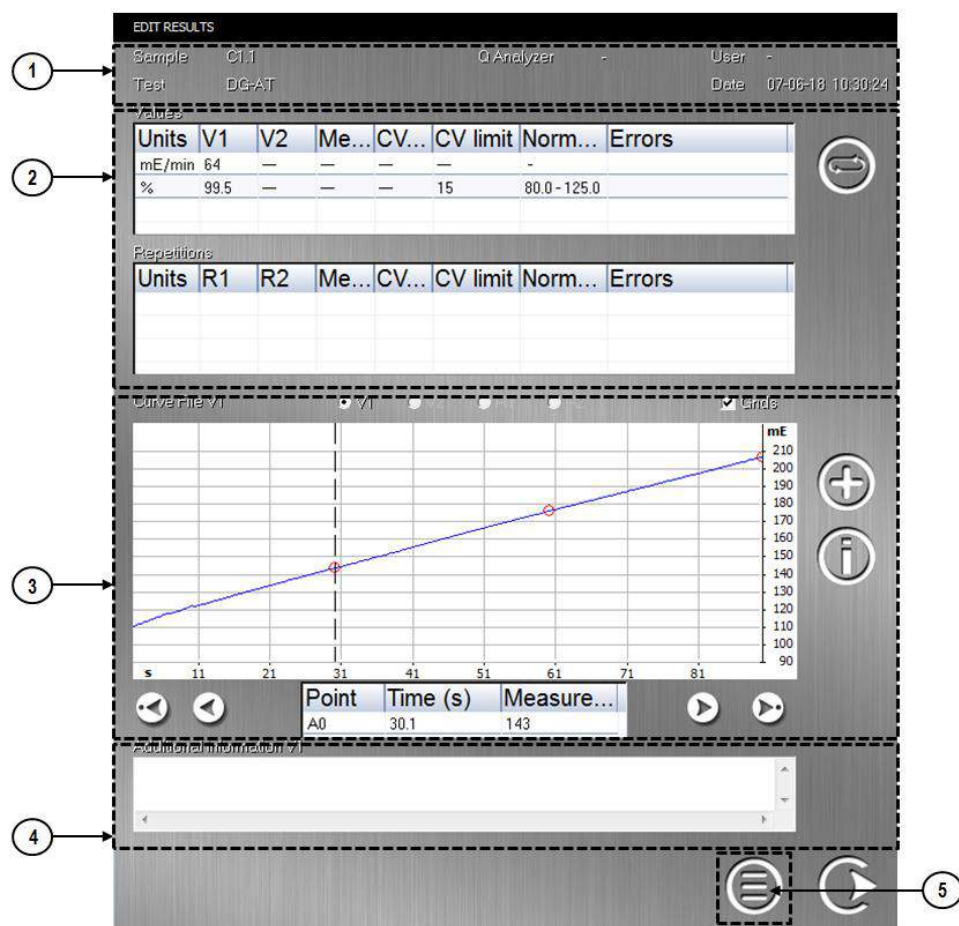 EDIT RESULTS
1
Sample C1.1 Q Analyzer - User -
Test DG-AT Date 07-06-18 10:30:24
Values
2
Units V1 V2 Me... CV... CV limit Norm... Errors
mE/min 64 — — — — -
% 99.5 — — — 15 80.0 - 125.0
Repetitions
Units R1 R2 Me... CV... CV limit Norm... Errors
Curve File V1 V1 V2 R1 R2 Grids
3
mE
210
200
190
180
170
160
150
140
130
120
110
100
90
s 11 21 31 41 51 61 71 81
Point Time (s) Measure...
A0 30.1 143
Additional information V1
4
5